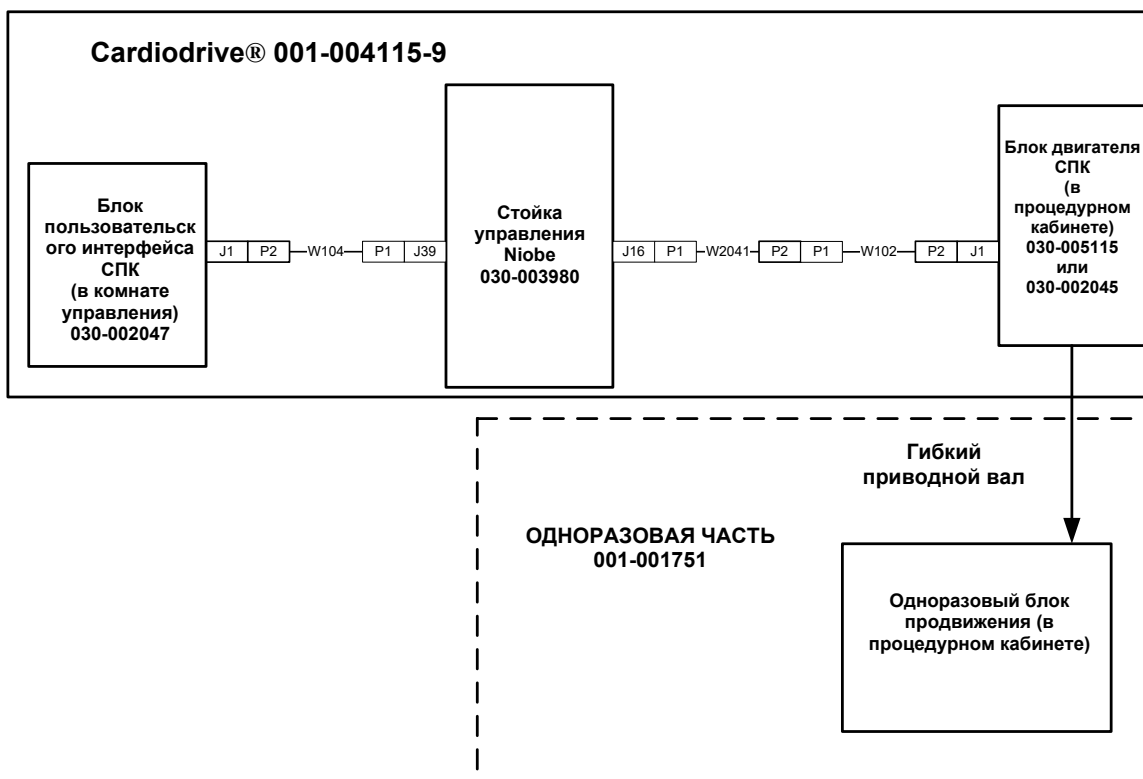 Cardiodrive® 001-004115-9
Блок
пользовательск
ого интерфейса
СПК
(в комнате
управления)
030-002047
J1 P2 W104 P1 J39
Стойка
управления
Niobe
030-003980
J16 P1 W2041 P2 P1 W102 P2 J1
Блок двигателя
СПК
(в
процедурном
кабинете)
030-005115
или
030-002045
Гибкий
приводной вал
ОДНОРАЗОВАЯ ЧАСТЬ
001-001751
Одноразовый блок
продвижения (в
процедурном кабинете)